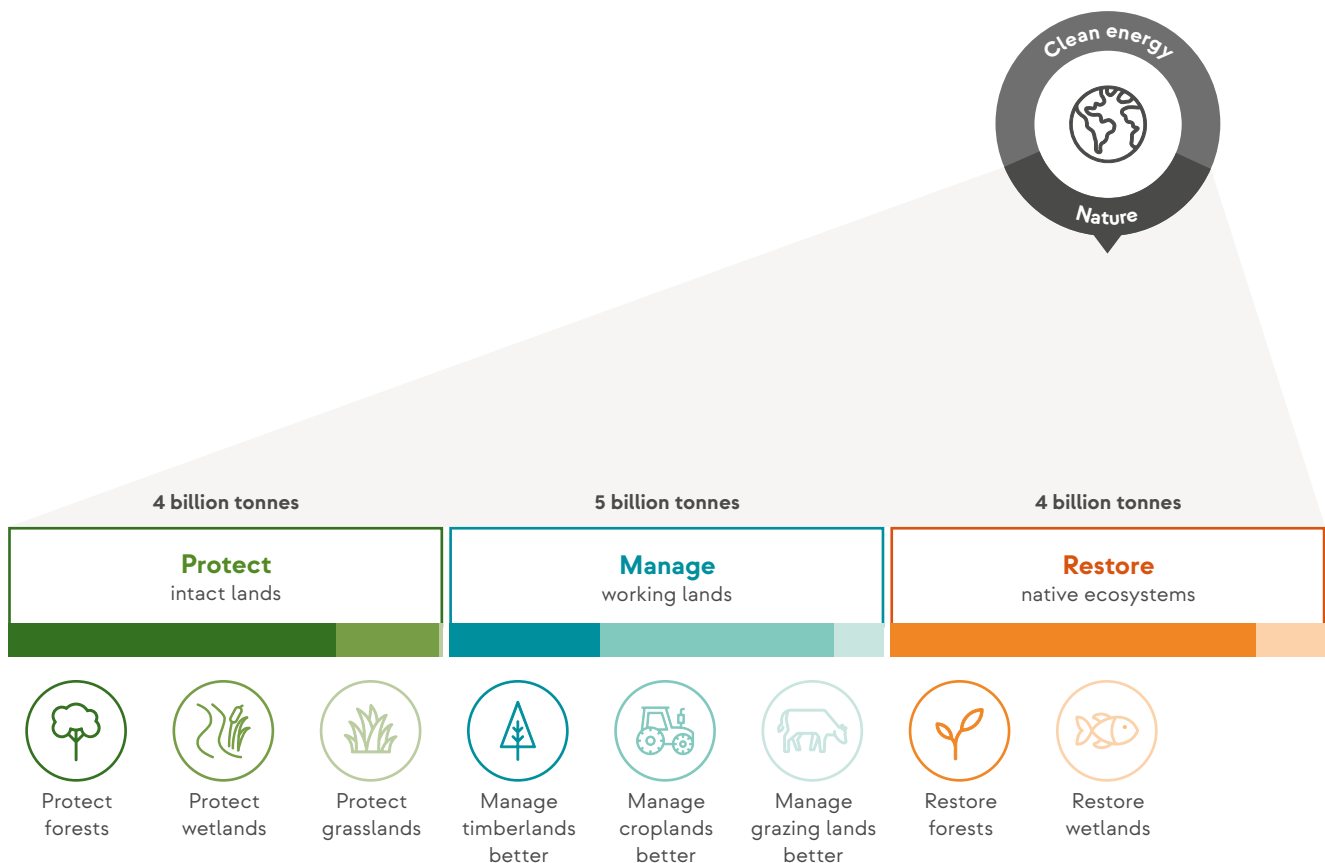 Clean energy
Nature
4 billion tonnes
5 billion tonnes
4 billion tonnes
Protect
intact lands
Manage
working lands
Restore
native ecosystems
Protect
forests
Protect
wetlands
Protect
grasslands
Manage
timberlands
better
Manage
croplands
better
Manage
grazing lands
better
Restore
forests
Restore
wetlands